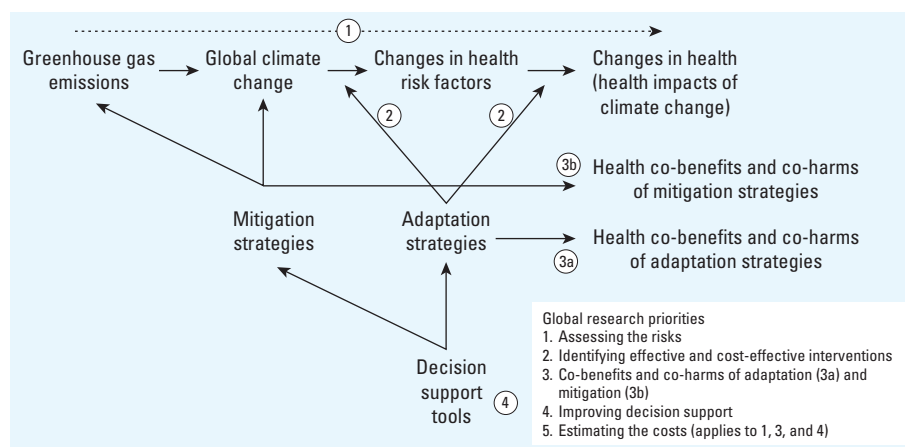 1
Greenhouse gas
emissions
Global climate
change
Changes in health
risk factors
Changes in health
(health impacts of
climate change)
2
2
3b
Health co-benefits and co-harms
of mitigation strategies
Mitigation
strategies
Adaptation
strategies
Health co-benefits and co-harms
of adaptation strategies
3a
Decision
support
tools
4
Global research priorities
1. Assessing the risks
2. Identifying effective and cost-effective interventions
3. Co-benefits and co-harms of adaptation (3a) and
mitigation (3b)
4. Improving decision support
5. Estimating the costs (applies to 1, 3, and 4)